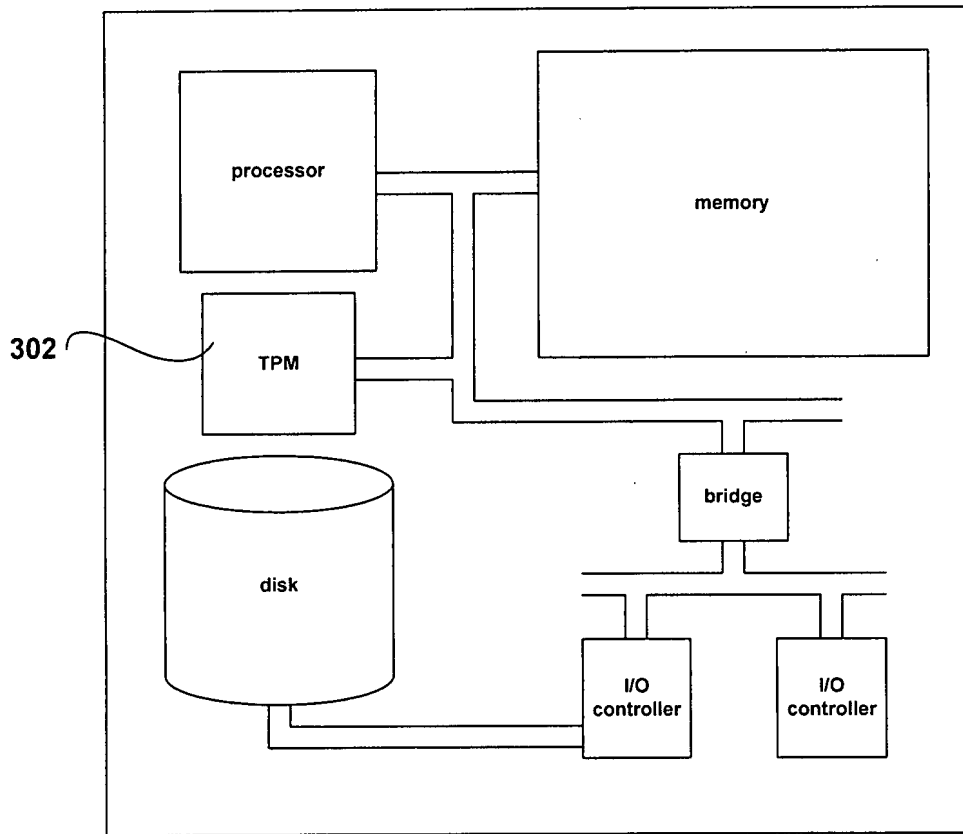 processor
memory
302
TPM
bridge
disk
I/O
controller
I/O
controller